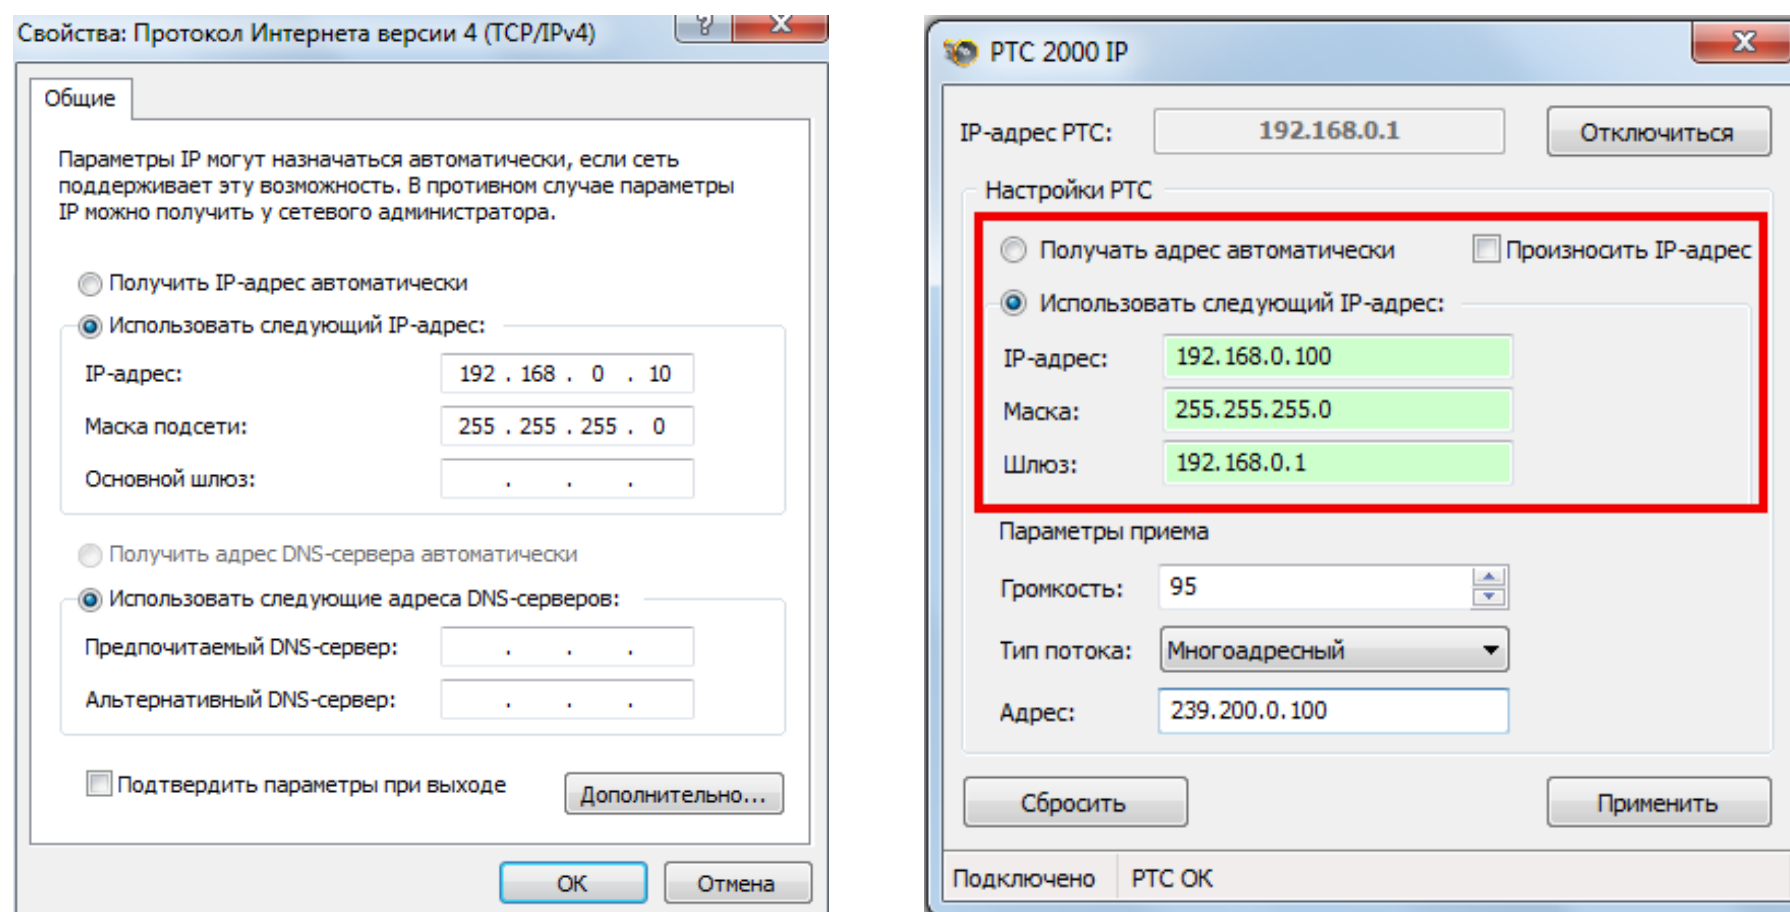 Свойства: Протокол Интернета версии 4 (TCP/IPv4)
?
X
Общие
Параметры IP могут назначаться автоматически, если сеть
поддерживает эту возможность. В противном случае параметры
IP можно получить у сетевого администратора.
Получить IP-адрес автоматически
Использовать следующий IP-адрес:
IP-адрес: 192 . 168 . 0 . 10
Маска подсети: 255 . 255 . 255 . 0
Основной шлюз: . . .
Получить адрес DNS-сервера автоматически
Использовать следующие адреса DNS-серверов:
Предпочитаемый DNS-сервер: . . .
Альтернативный DNS-сервер: . . .
Подтвердить параметры при выходе
Дополнительно...
ОК
Отмена
РТС 2000 IP
X
IP-адрес РТС: 192.168.0.1
Отключиться
Настройки РТС
Получать адрес автоматически
Произносить IP-адрес
Использовать следующий IP-адрес:
IP-адрес: 192.168.0.100
Маска: 255.255.255.0
Шлюз: 192.168.0.1
Параметры приема
Громкость: 95
Тип потока: Многоадресный
Адрес: 239.200.0.100
Сбросить
Применить
Подключено
РТС ОК